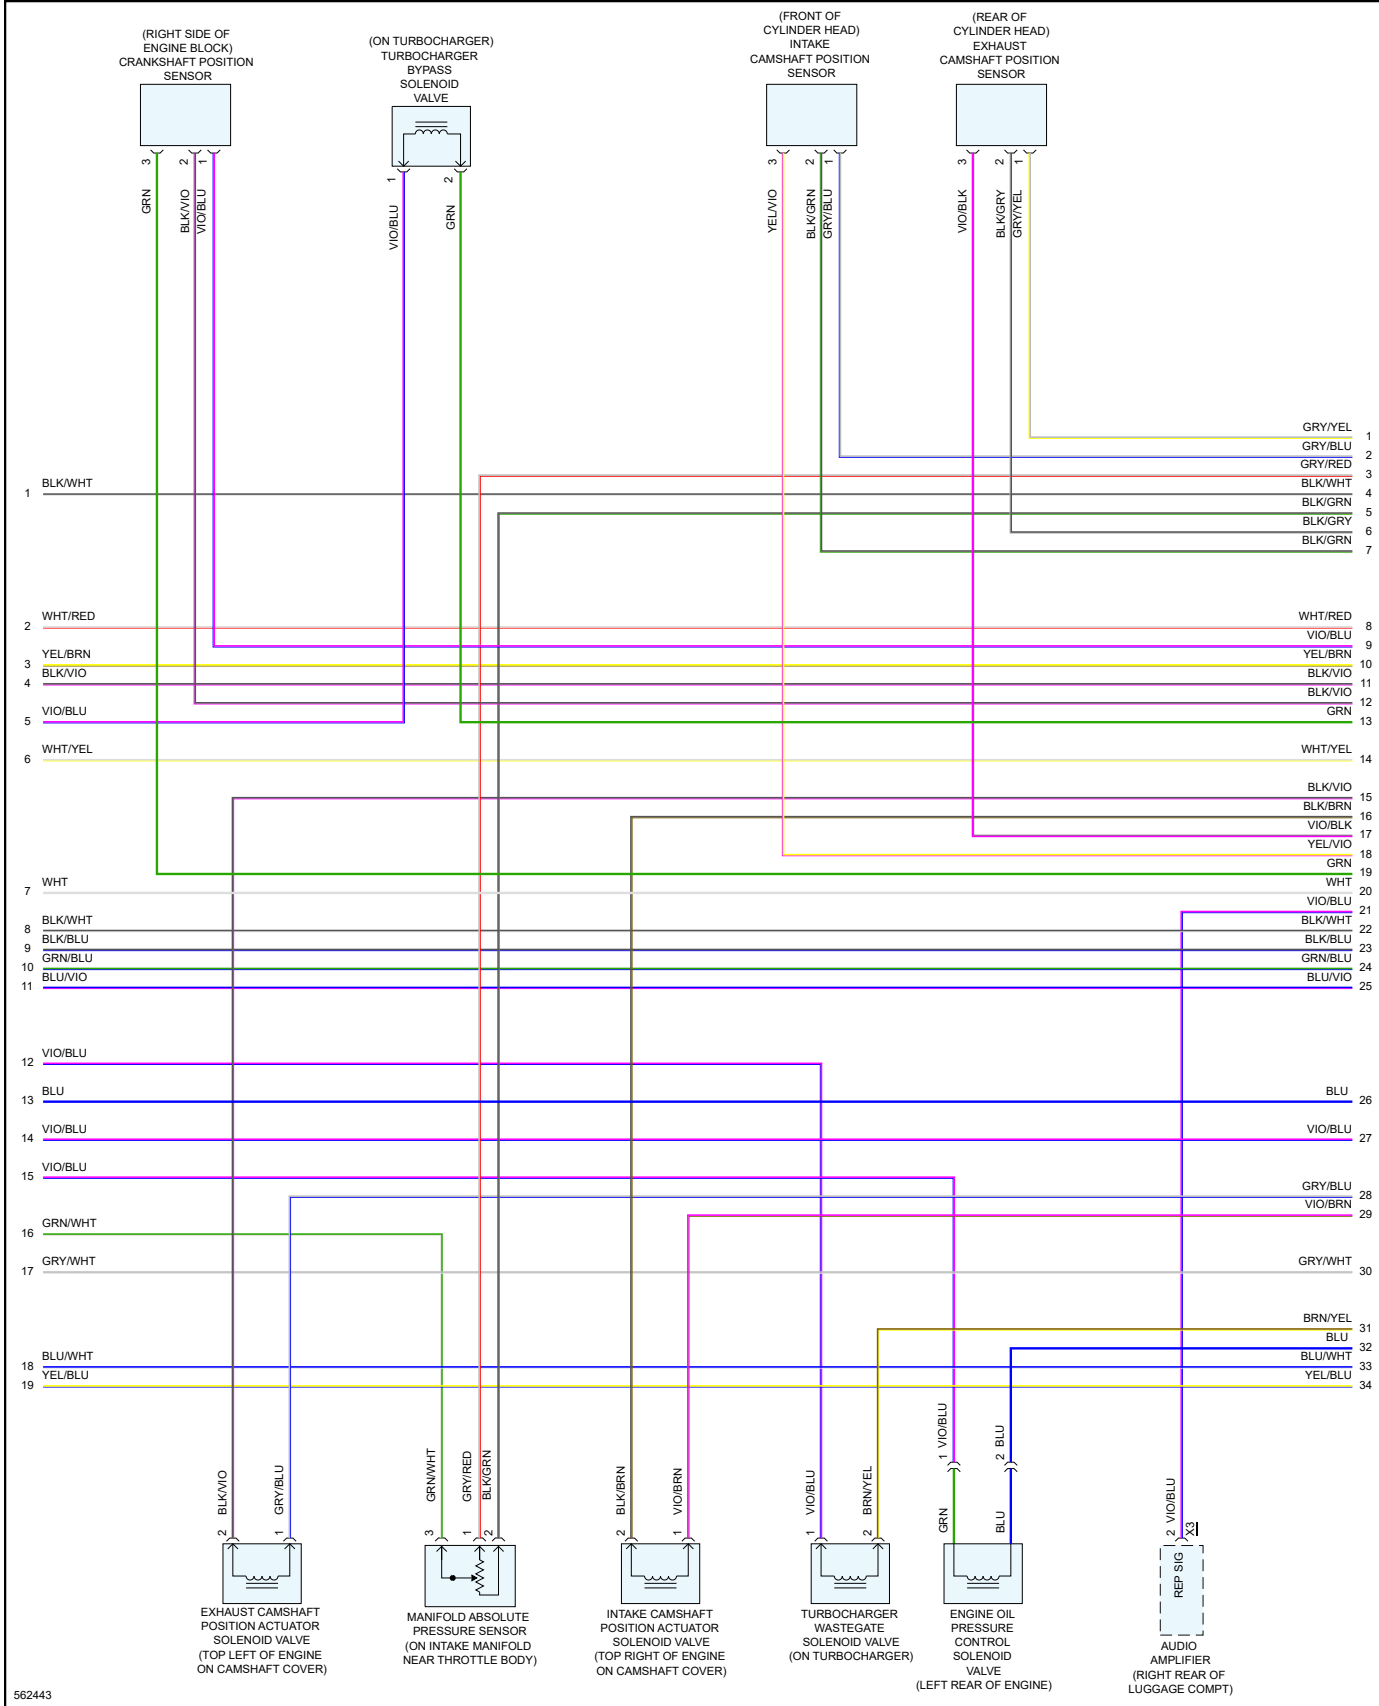 (RIGHT SIDE OF
ENGINE BLOCK)
CRANKSHAFT POSITION
SENSOR
(ON TURBOCHARGER)
TURBOCHARGER
BYPASS
SOLENOID
VALVE
(FRONT OF
CYLINDER HEAD)
INTAKE
CAMSHAFT POSITION
SENSOR
(REAR OF
CYLINDER HEAD)
EXHAUST
CAMSHAFT POSITION
SENSOR
3
2
1
1
2
3
2
1
3
2
1
GRN
BLK/VIO
VIO/BLU
VIO/BLU
GRN
YEL/VIO
BLK/GRN
GRY/BLU
VIO/BLK
BLK/GRY
GRY/YEL
GRY/YEL 1
GRY/BLU 2
GRY/RED 3
1 BLK/WHT BLK/WHT 4
BLK/GRN 5
BLK/GRY 6
BLK/GRN 7
2 WHT/RED WHT/RED 8
VIO/BLU 9
3 YEL/BRN YEL/BRN 10
4 BLK/VIO BLK/VIO 11
BLK/VIO 12
5 VIO/BLU GRN 13
6 WHT/YEL WHT/YEL 14
BLK/VIO 15
BLK/BRN 16
VIO/BLK 17
YEL/VIO 18
GRN 19
7 WHT WHT 20
VIO/BLU 21
8 BLK/WHT BLK/WHT 22
9 BLK/BLU BLK/BLU 23
10 GRN/BLU GRN/BLU 24
11 BLU/VIO BLU/VIO 25
12 VIO/BLU
13 BLU BLU 26
14 VIO/BLU VIO/BLU 27
15 VIO/BLU
GRY/BLU 28
VIO/BRN 29
16 GRN/WHT
17 GRY/WHT GRY/WHT 30
BRN/YEL 31
BLU 32
18 BLU/WHT BLU/WHT 33
19 YEL/BLU YEL/BLU 34
1 VIO/BLU
2 BLU
2 BLK/VIO
1 GRY/BLU
3 GRN/WHT
1 GRY/RED
2 BLK/GRN
2 BLK/BRN
1 VIO/BRN
1 VIO/BLU
2 BRN/YEL
GRN
BLU
2 VIO/BLU
X3
REP SIG
EXHAUST CAMSHAFT
POSITION ACTUATOR
SOLENOID VALVE
(TOP LEFT OF ENGINE
ON CAMSHAFT COVER)
MANIFOLD ABSOLUTE
PRESSURE SENSOR
(ON INTAKE MANIFOLD
NEAR THROTTLE BODY)
INTAKE CAMSHAFT
POSITION ACTUATOR
SOLENOID VALVE
(TOP RIGHT OF ENGINE
ON CAMSHAFT COVER)
TURBOCHARGER
WASTEGATE
SOLENOID VALVE
(ON TURBOCHARGER)
ENGINE OIL
PRESSURE
CONTROL
SOLENOID
VALVE
(LEFT REAR OF ENGINE)
AUDIO
AMPLIFIER
(RIGHT REAR OF
LUGGAGE COMPT)
562443